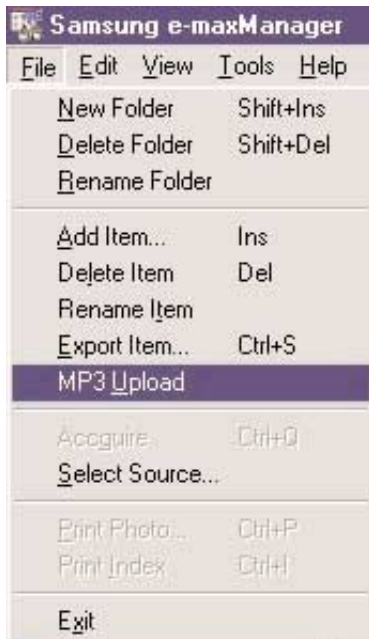 Samsung e-maxManager
File Edit View Tools Help
New Folder Shift+Ins
Delete Folder Shift+Del
Rename Folder
Add Item... Ins
Delete Item Del
Rename Item
Export Item... Ctrl+S
MP3 Upload
Accguire... Ctrl+Q
Select Source...
Print Photo... Ctrl+P
Print Index Ctrl+I
Exit